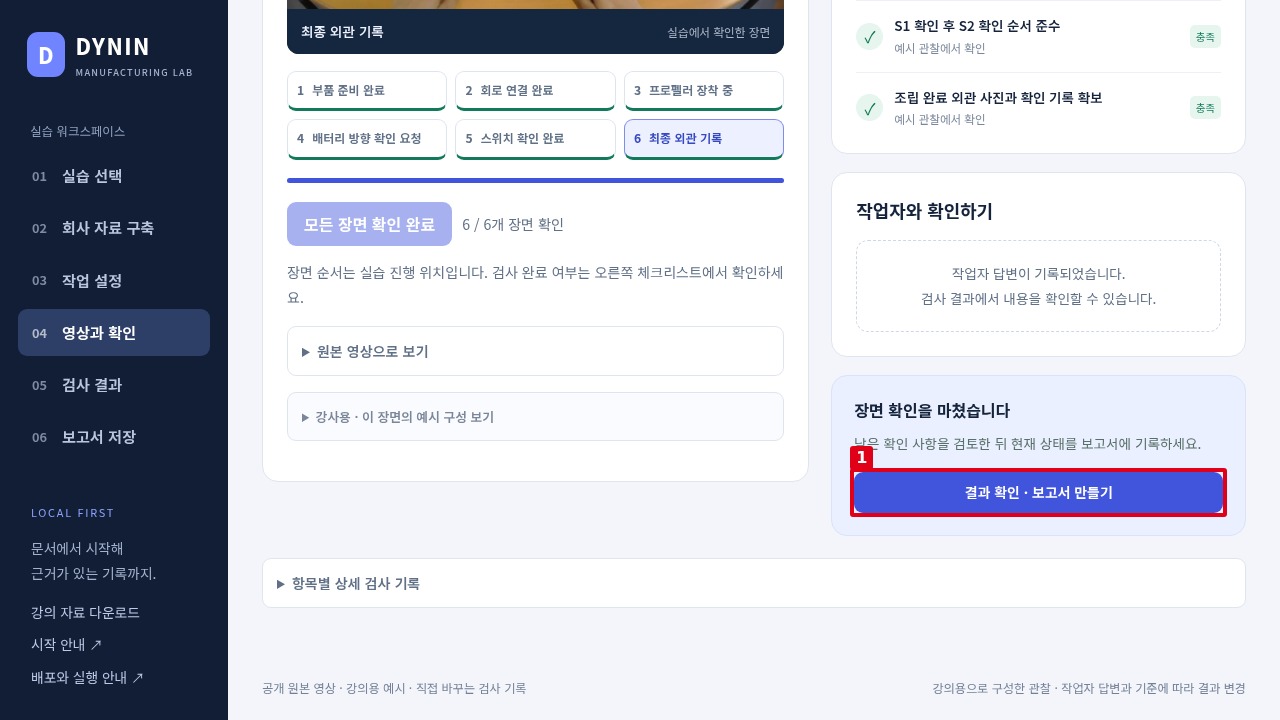 D
DYNIN
MANUFACTURING LAB
실습 워크스페이스
01 실습 선택
02 회사 자료 구축
03 작업 설정
04 영상과 확인
05 검사 결과
06 보고서 저장
LOCAL FIRST
문서에서 시작해
근거가 있는 기록까지.
강의 자료 다운로드
시작 안내 ↗
배포와 실행 안내 ↗
최종 외관 기록 실습에서 확인한 장면
1 부품 준비 완료
2 회로 연결 완료
3 프로펠러 장착 중
4 배터리 방향 확인 요청
5 스위치 확인 완료
6 최종 외관 기록
모든 장면 확인 완료 6 / 6개 장면 확인
장면 순서는 실습 진행 위치입니다. 검사 완료 여부는 오른쪽 체크리스트에서 확인하세
요.
▶ 원본 영상으로 보기
▶ 강사용 · 이 장면의 예시 구성 보기
✓ S1 확인 후 S2 확인 순서 준수 충족
예시 관찰에서 확인
✓ 조립 완료 외관 사진과 확인 기록 확보 충족
예시 관찰에서 확인
작업자와 확인하기
작업자 답변이 기록되었습니다.
검사 결과에서 내용을 확인할 수 있습니다.
장면 확인을 마쳤습니다
남은 확인 사항을 검토한 뒤 현재 상태를 보고서에 기록하세요.
1
결과 확인 · 보고서 만들기
▶ 항목별 상세 검사 기록
공개 원본 영상 · 강의용 예시 · 직접 바꾸는 검사 기록
강의용으로 구성한 관찰 · 작업자 답변과 기준에 따라 결과 변경